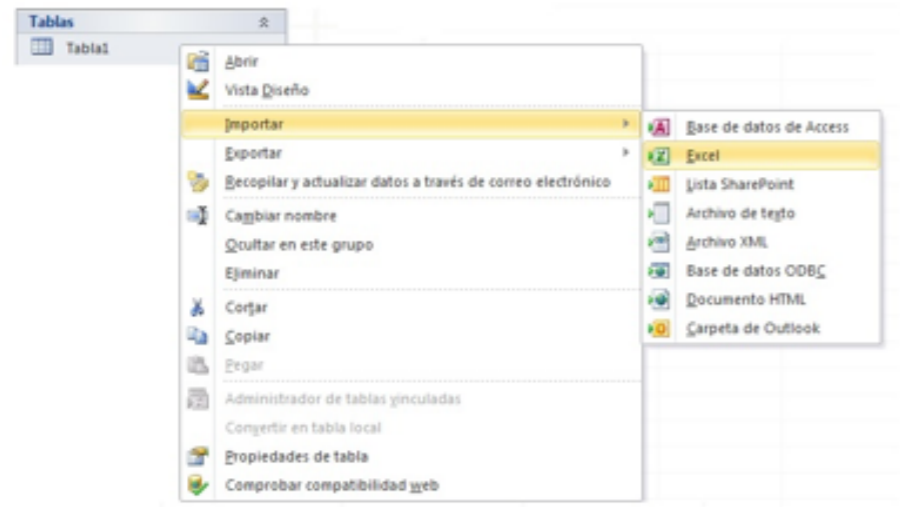 Tablas
Tabla1
Abrir
Vista Diseño
Importar
Exportar
Recopilar y actualizar datos a través de correo electrónico
Cambiar nombre
Ocultar en este grupo
Eliminar
Cortar
Copiar
Pegar
Administrador de tablas vinculadas
Convertir en tabla local
Propiedades de tabla
Comprobar compatibilidad web
Base de datos de Access
Excel
Lista SharePoint
Archivo de texto
Archivo XML
Base de datos ODBC
Documento HTML
Carpeta de Outlook